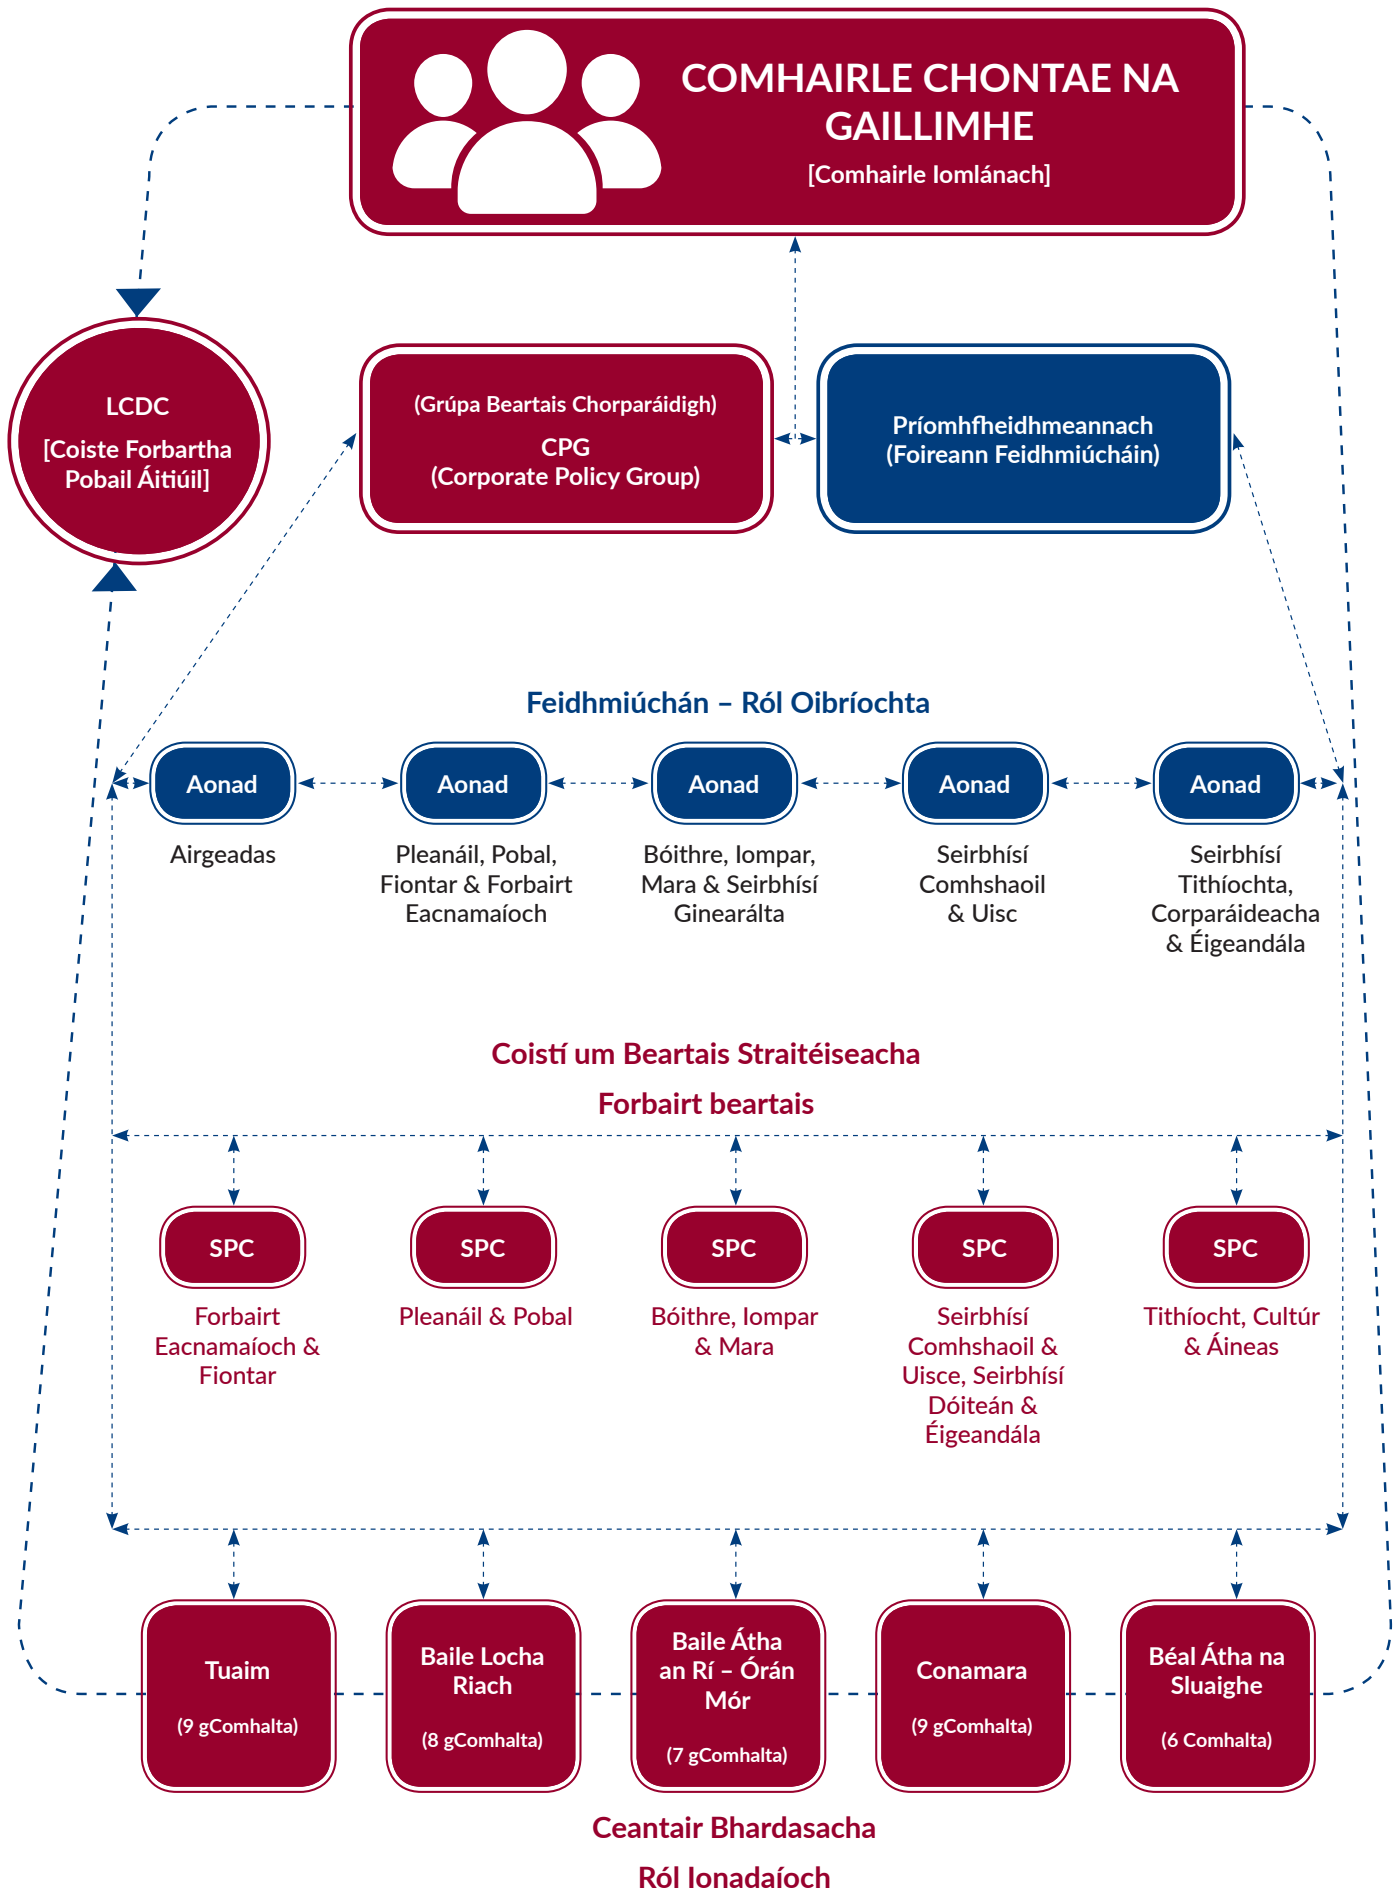 COMHAIRLE CHONTAE NA
GAILLIMHE
[Comhairle Iomlánach]
LCDC
[Coiste Forbartha
Pobail Áitiúil]
(Grúpa Beartais Chorparáidigh)
CPG
(Corporate Policy Group)
Príomhfheidhmeannach
(Foireann Feidhmiúcháin)
Feidhmiúchán – Ról Oibríochta
Aonad
Airgeadas
Aonad
Pleanáil, Pobal,
Fiontar & Forbairt
Eacnamaíoch
Aonad
Bóithre, Iompar,
Mara & Seirbhísí
Ginearálta
Aonad
Seirbhísí
Comhshaoil
& Uisc
Aonad
Seirbhísí
Tithíochta,
Corparáideacha
& Éigeandála
Coistí um Beartais Straitéiseacha
Forbairt beartais
SPC
Forbairt
Eacnamaíoch &
Fiontar
SPC
Pleanáil & Pobal
SPC
Bóithre, Iompar
& Mara
SPC
Seirbhísí
Comhshaoil &
Uisce, Seirbhísí
Dóiteán &
Éigeandála
SPC
Tithíocht, Cultúr
& Áineas
Tuaim
(9 gComhalta)
Baile Locha
Riach
(8 gComhalta)
Baile Átha
an Rí – Órán
Mór
(7 gComhalta)
Conamara
(9 gComhalta)
Béal Átha na
Sluaighe
(6 Comhalta)
Ceantair Bhardasacha
Ról Ionadaíoch